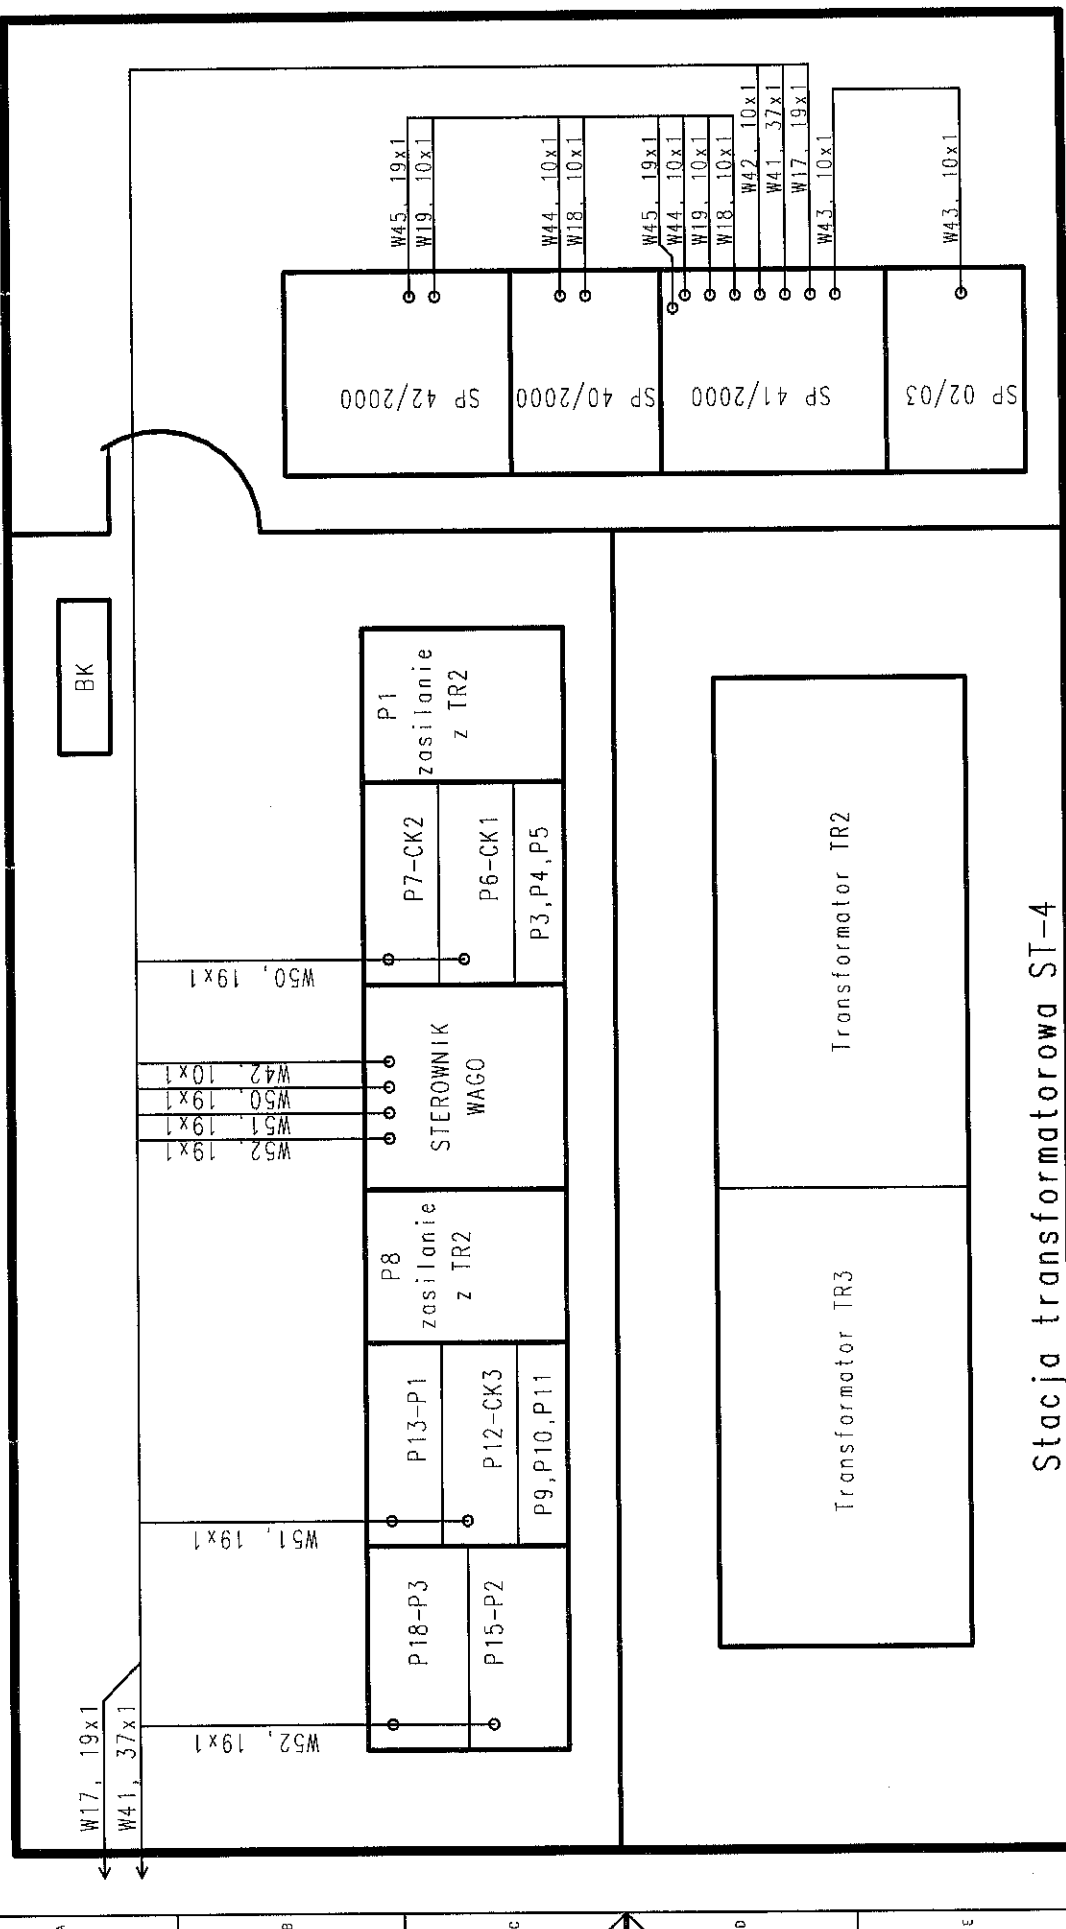 W17, 19x1
W41, 37x1
BK
W52, 19x1
W51, 19x1
W52, 19x1
W51, 19x1
W50, 19x1
W42, 10x1
W50, 19x1
P18-P3
P15-P2
P13-P1
P12-CK3
P9,P10,P11
P8
zasilanie
z TR2
STEROWNIK
WAGO
P7-CK2
P6-CK1
P3,P4,P5
P1
zasilanie
z TR2
W45, 19x1
W19, 10x1
W44, 10x1
W18, 10x1
W45, 19x1
W44, 10x1
W19, 10x1
W18, 10x1
W42, 10x1
W41, 37x1
W17, 19x1
W43, 10x1
W43, 10x1
SP 42/2000
SP 40/2000
SP 41/2000
SP 02/03
Transformator TR3
Transformator TR2
Stacja transformatorowa ST-4
A
B
C
D
E